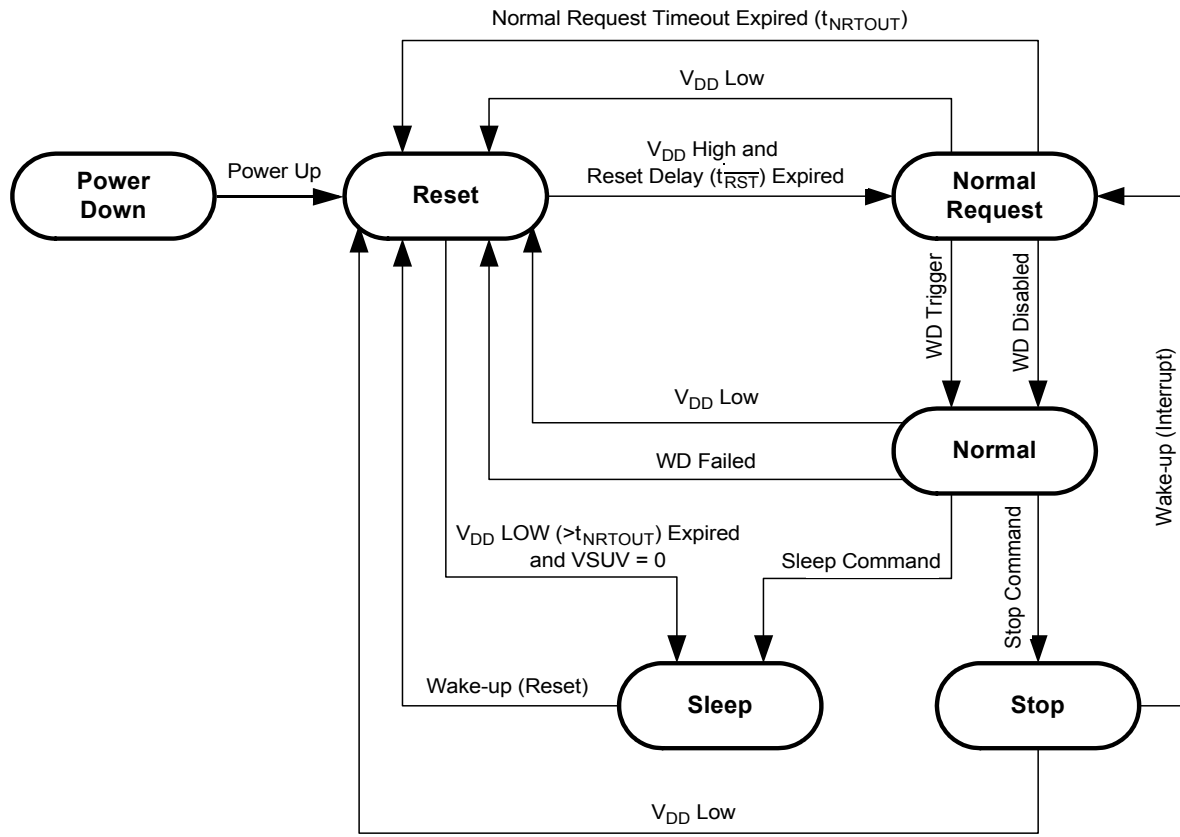 Normal Request Timeout Expired (tNRTOUT)
VDD Low
Power Up
VDD High and
Reset Delay (tRST) Expired
Power
Down
Reset
Normal
Request
WD Trigger
WD Disabled
VDD Low
WD Failed
Normal
Wake-up (Interrupt)
VDD LOW (>tNRTOUT) Expired
and VSUV = 0
Sleep Command
Stop Command
Wake-up (Reset)
Sleep
Stop
VDD Low